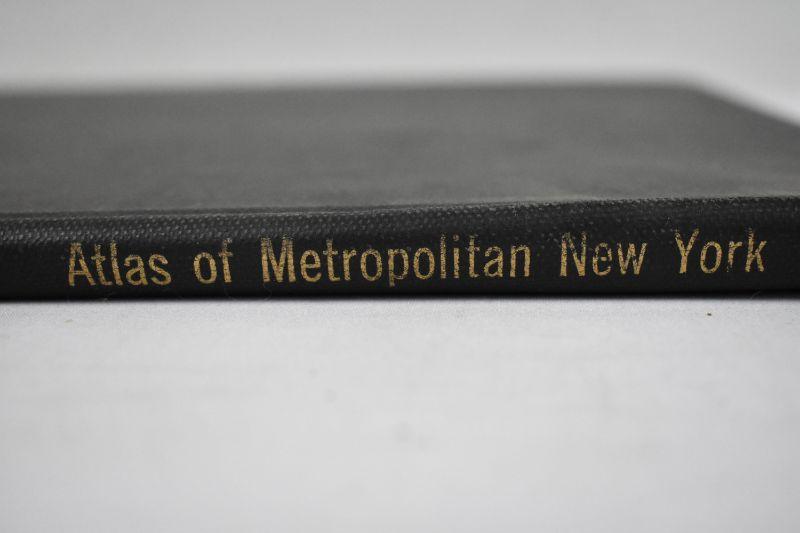 Atlas of Metropolitan New York